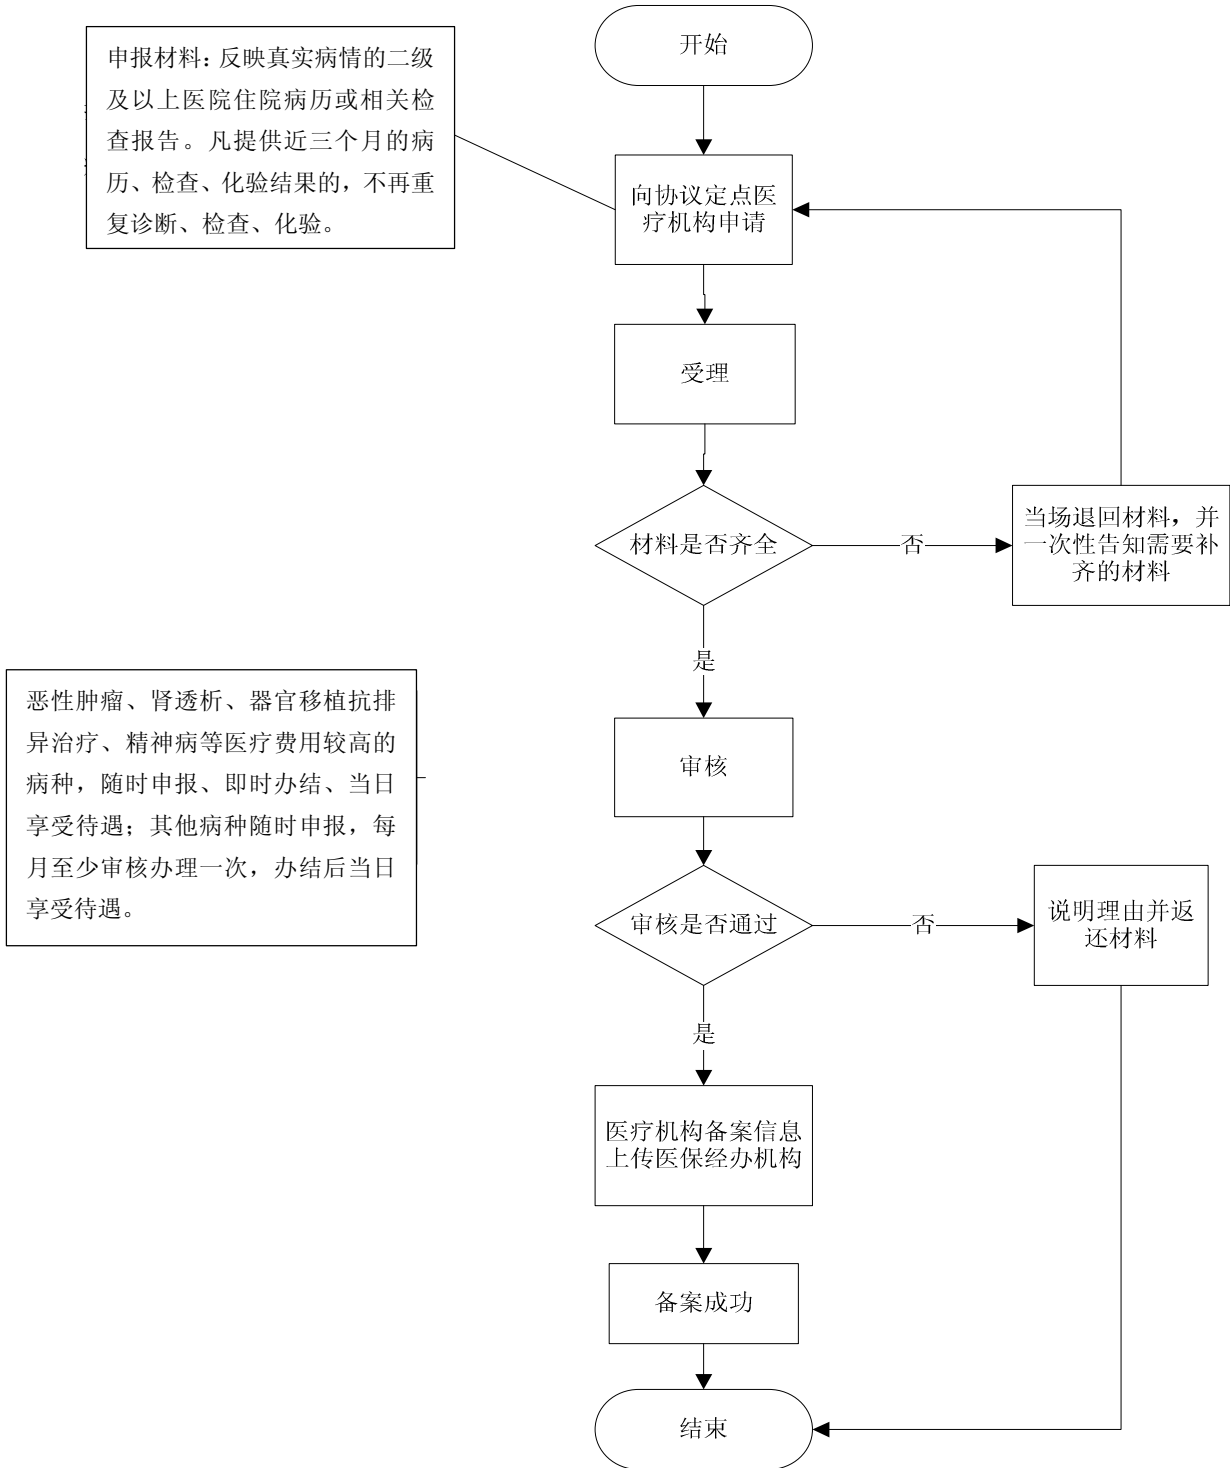 开始
申报材料：反映真实病情的二级
及以上医院住院病历或相关检
查报告。凡提供近三个月的病
历、检查、化验结果的，不再重
复诊断、检查、化验。
向协议定点医
疗机构申请
受理
材料是否齐全
否
当场退回材料，并
一次性告知需要补
齐的材料
是
恶性肿瘤、肾透析、器官移植抗排
异治疗、精神病等医疗费用较高的
病种，随时申报、即时办结、当日
享受待遇；其他病种随时申报，每
月至少审核办理一次，办结后当日
享受待遇。
审核
审核是否通过
否
说明理由并返
还材料
是
医疗机构备案信息
上传医保经办机构
备案成功
结束